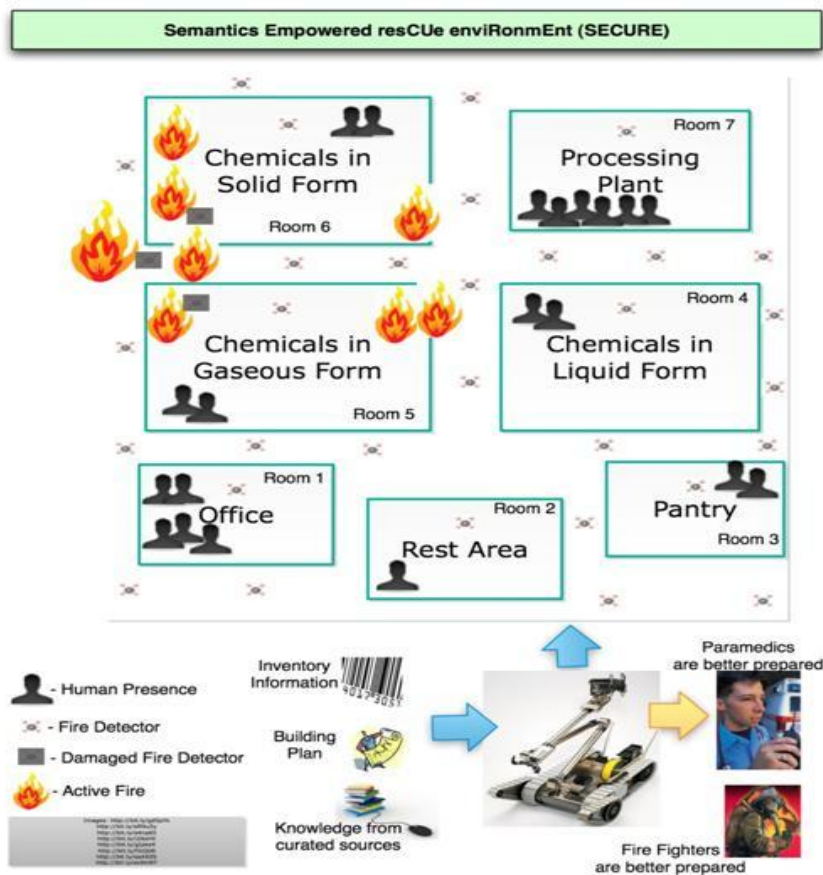 Semantics Empowered resCUe enviRonmEnt (SECURE)
Chemicals in
Solid Form
Room 6
Room 7
Processing
Plant
Chemicals in
Gaseous Form
Room 5
Room 4
Chemicals in
Liquid Form
Room 1
Office
Room 2
Rest Area
Pantry
Room 3
- Human Presence
- Fire Detector
- Damaged Fire Detector
- Active Fire
Inventory
Information
Building
Plan
Knowledge from
curated sources
Paramedics
are better prepared
Fire Fighters
are better prepared